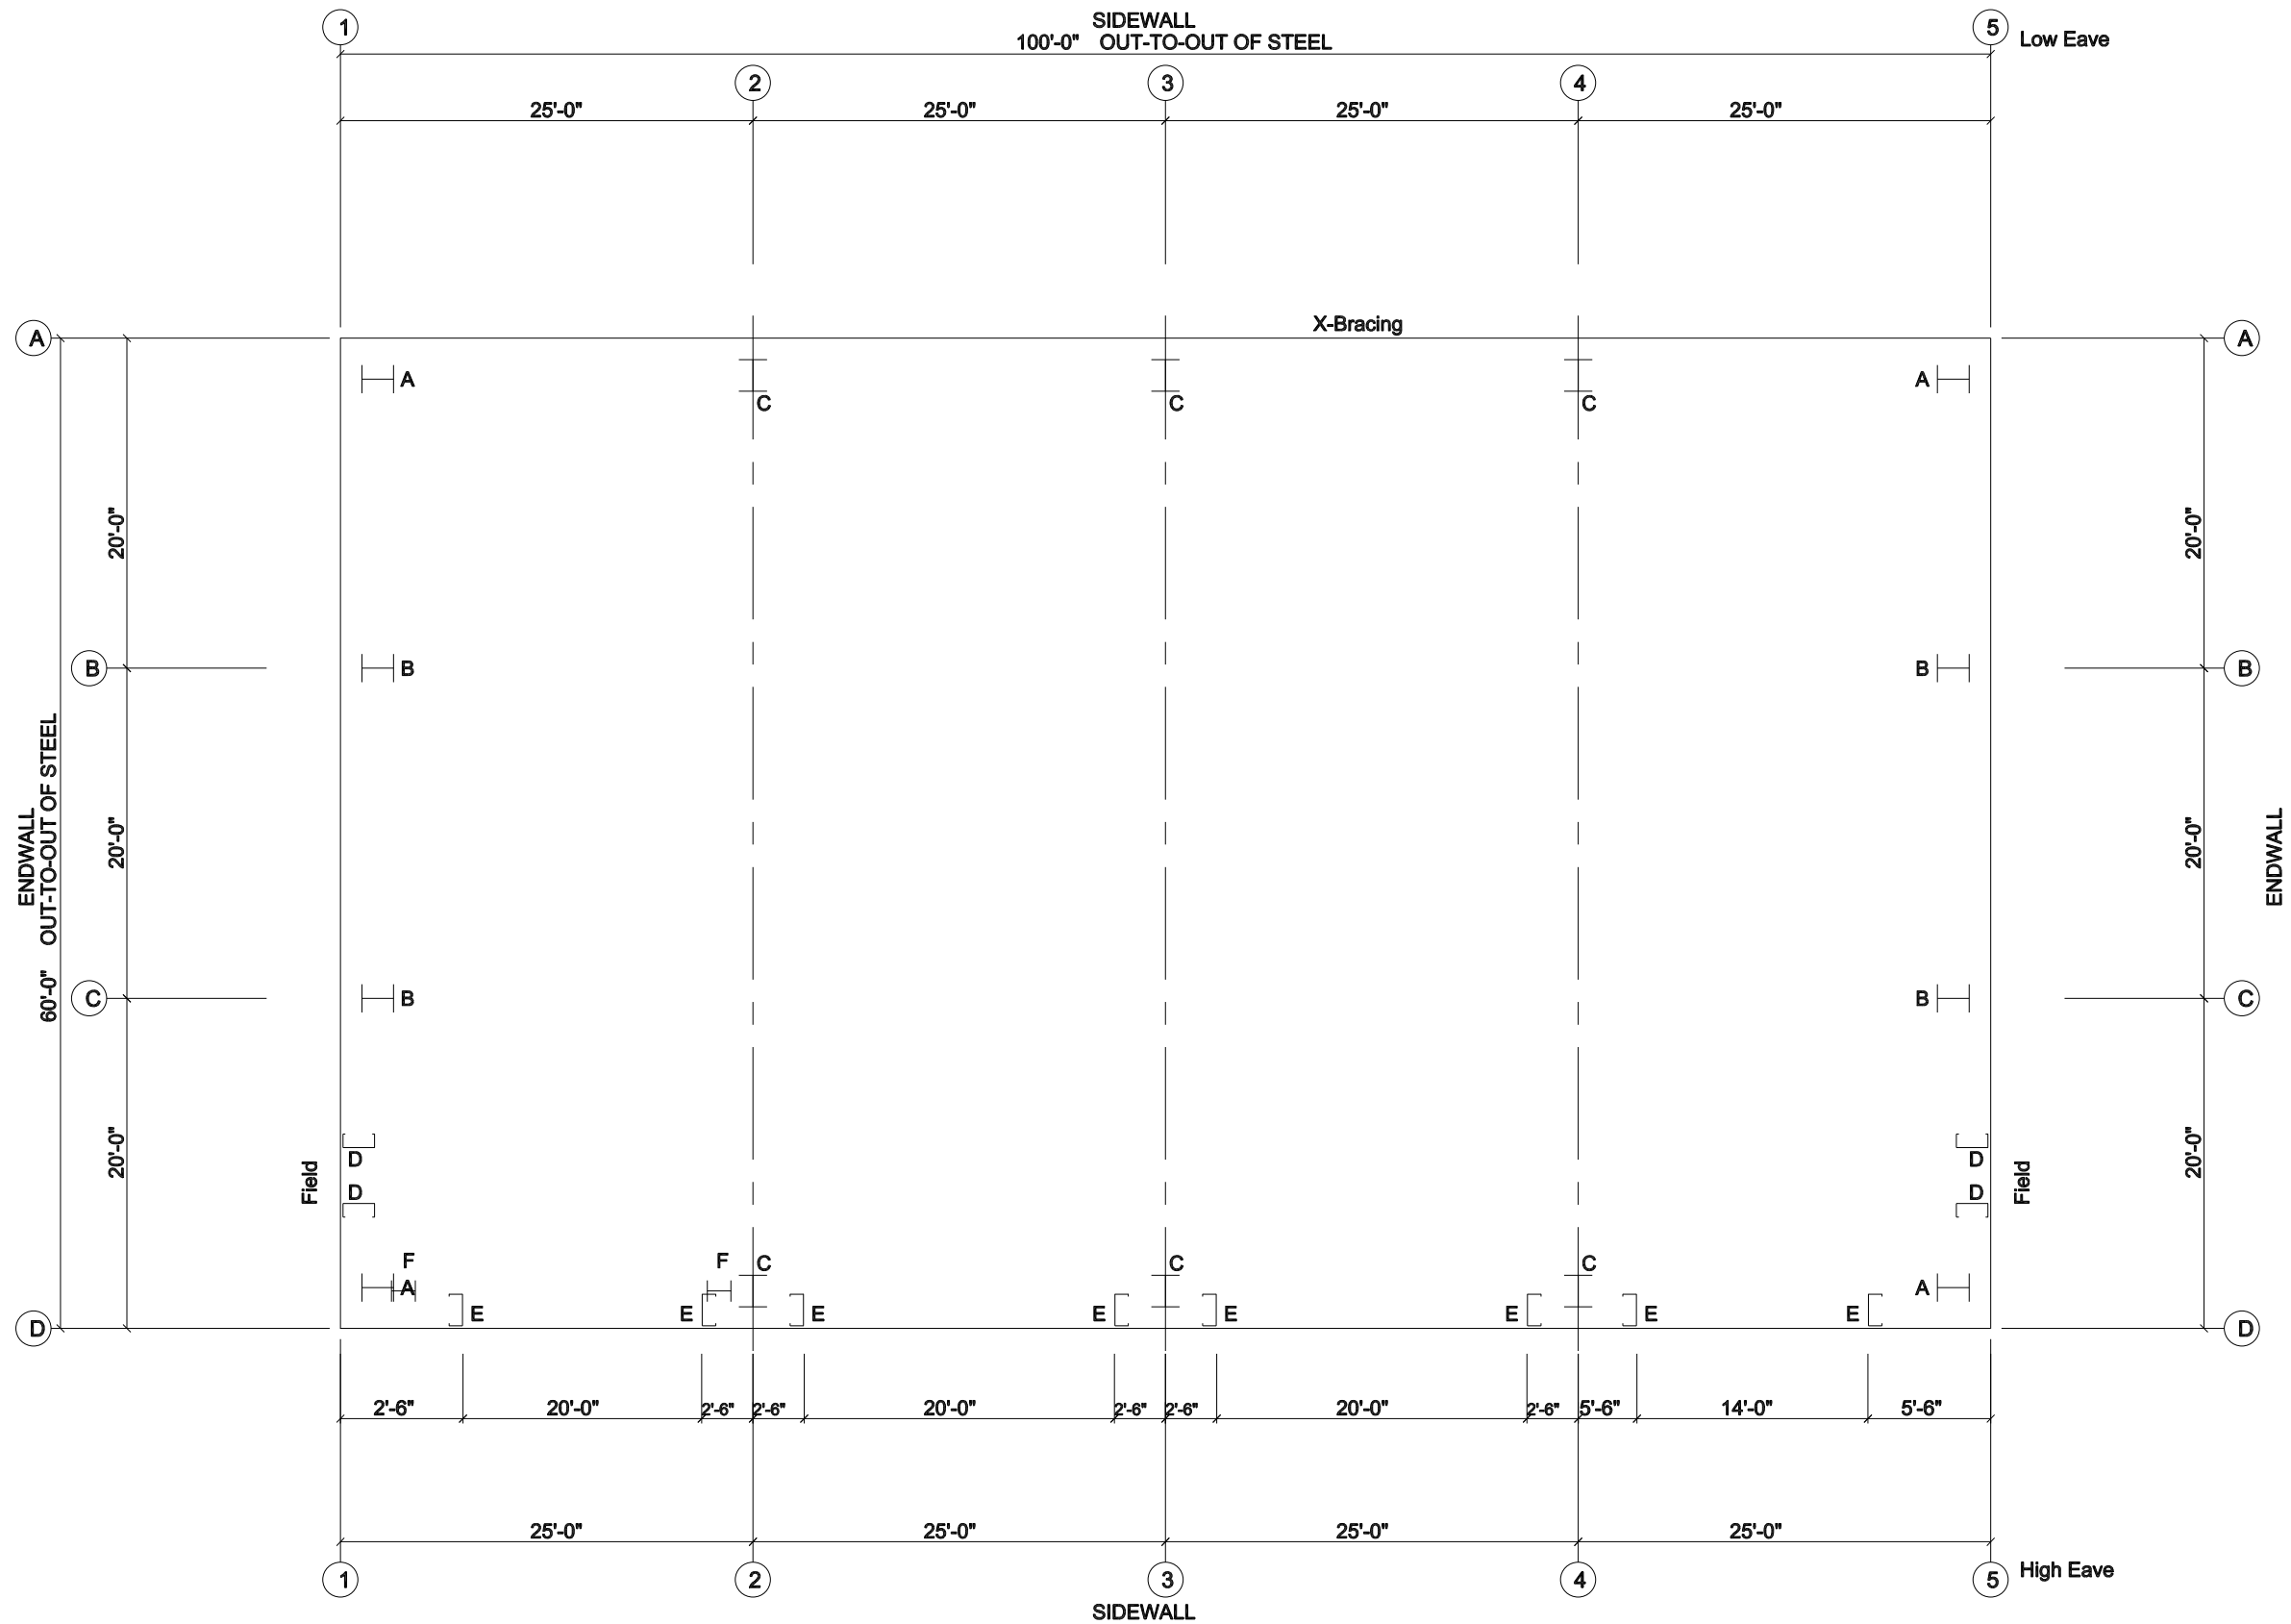 1
SIDEWALL
5
100'-0" OUT-TO-OUT OF STEEL
Low Eave
2
3
4
25'-0"
25'-0"
25'-0"
25'-0"
X-Bracing
A
A
A
A
C
C
C
20'-0"
20'-0"
B
B
B
B
ENDWALL
60'-0" OUT-TO-OUT OF STEEL
20'-0"
20'-0"
ENDWALL
C
B
B
C
20'-0"
20'-0"
Field
D
D
D
D
Field
F
F
C
C
C
A
A
E
E
E
E
E
E
E
E
D
D
2'-6"
20'-0"
2'-6"
2'-6"
20'-0"
2'-6"
2'-6"
20'-0"
2'-6"
5'-6"
14'-0"
5'-6"
25'-0"
25'-0"
25'-0"
25'-0"
1
2
3
4
5
High Eave
SIDEWALL